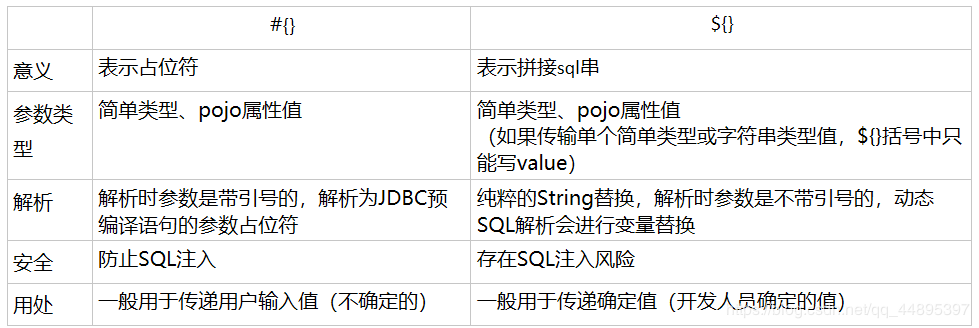 #{} ${}
意义 表示占位符 表示拼接sql串
参数类型 简单类型、pojo属性值 简单类型、pojo属性值
（如果传输单个简单类型或字符串类型值，${}括号中只
能写value）
解析 解析时参数是带引号的，解析为JDBC预
编译语句的参数占位符 纯粹的String替换，解析时参数是不带引号的，动态
SQL解析会进行变量替换
安全 防止SQL注入 存在SQL注入风险
用处 一般用于传递用户输入值（不确定的） 一般用于传递确定值（开发人员确定的值）
https://blog.csdn.net/qq_44895397